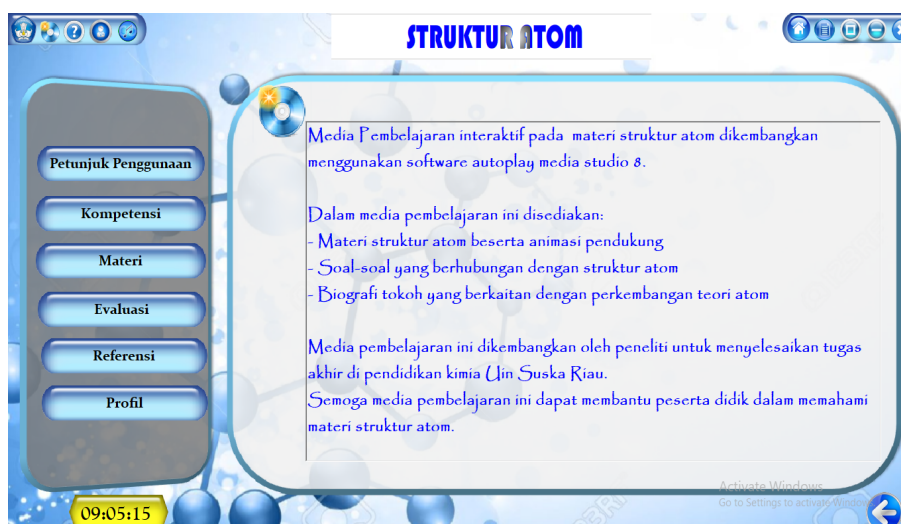 STRUKTUR ATOM
Petunjuk Penggunaan
Kompetensi
Materi
Evaluasi
Referensi
Profil
09:05:15
Media Pembelajaran interaktif pada materi struktur atom dikembangkan
menggunakan software autoplay media studio 8.
Dalam media pembelajaran ini disediakan:
- Materi struktur atom beserta animasi pendukung
- Soal-soal yang berhubungan dengan struktur atom
- Biografi tokoh yang berkaitan dengan perkembangan teori atom
Media pembelajaran ini dikembangkan oleh peneliti untuk menyelesaikan tugas
akhir di pendidikan kimia Uin Suska Riau.
Semoga media pembelajaran ini dapat membantu peserta didik dalam memahami
materi struktur atom.
Activate Windows
Go to Settings to activate Windows